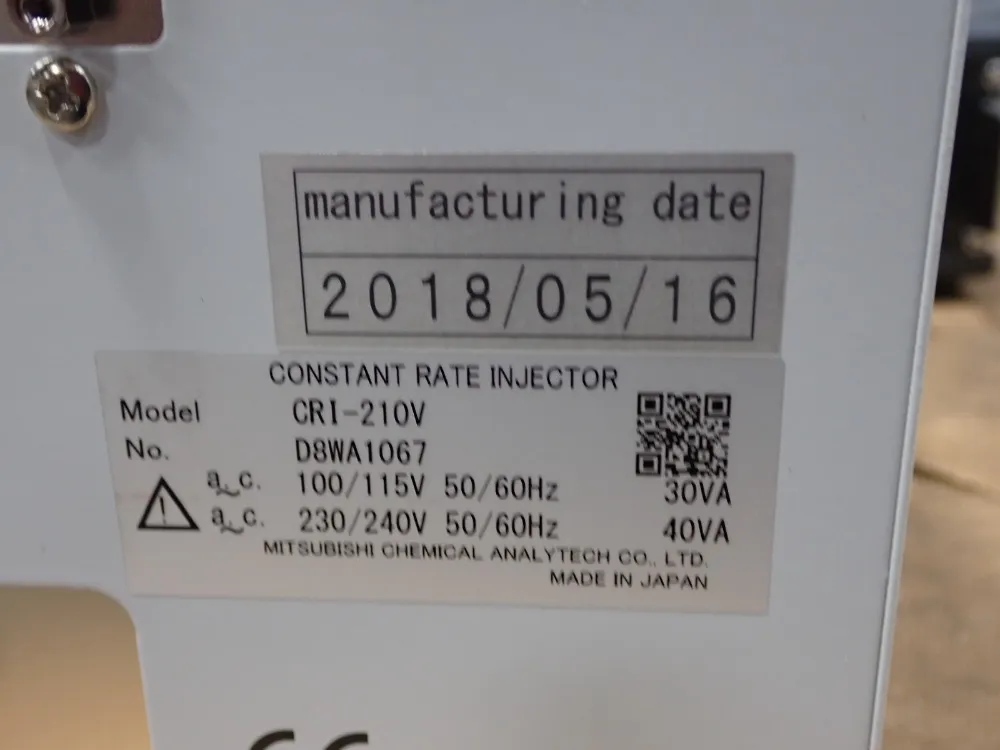 manufacturing date
2018/05/16
CONSTANT RATE INJECTOR
Model CRI-210V
No. D8WA1067
a.c. 100/115V 50/60Hz 30VA
a.c. 230/240V 50/60Hz 40VA
MITSUBISHI CHEMICAL ANALYTECH CO., LTD.
MADE IN JAPAN
CE